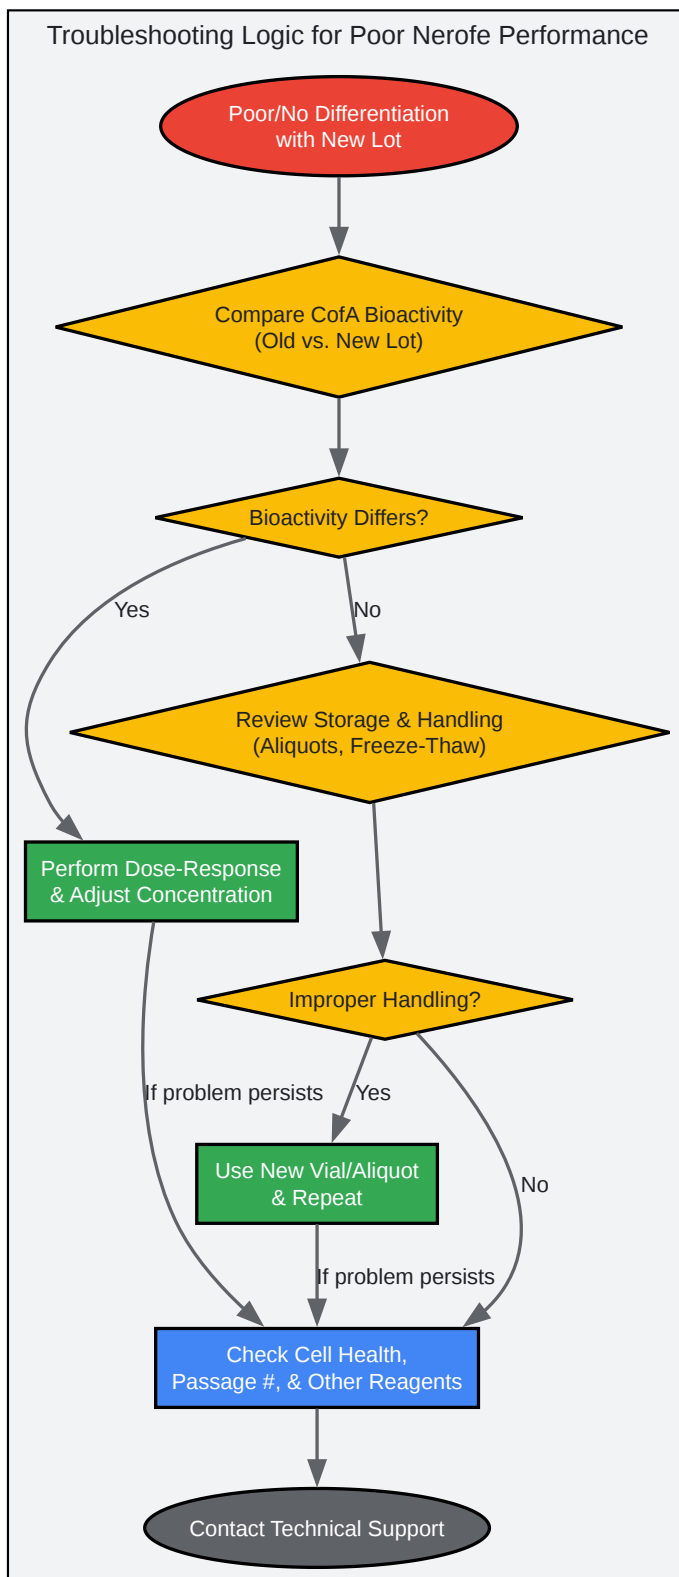 Troubleshooting Logic for Poor Nerofe Performance
Poor/No Differentiation
with New Lot
Compare CofA Bioactivity
(Old vs. New Lot)
Bioactivity Differs?
Yes
No
Review Storage & Handling
(Aliquots, Freeze-Thaw)
Perform Dose-Response
& Adjust Concentration
Improper Handling?
If problem persists
Yes
Use New Vial/Aliquot
& Repeat
No
If problem persists
Check Cell Health,
Passage #, & Other Reagents
Contact Technical Support